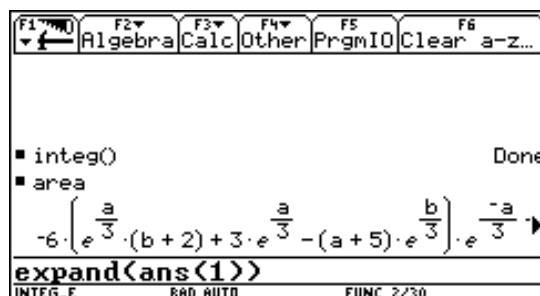 F1 F2 F3 F4 F5 F6
Algebra Calc Other PrgmIO Clear a-z…
▪ integ() Done
▪ area
-6·(e^(a/3)·(b + 2) + 3·e^(a/3) - (a + 5)·e^(b/3))·e^(-a/3)·▶
expand(ans(1))
INTEG_E RAD AUTO FUNC 2/30